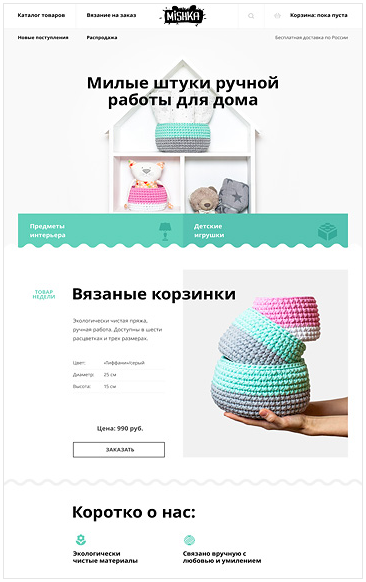 Каталог товаров
Вязание на заказ
MiSHKA
Корзина: пока пуста
Новые поступления
Распродажа
Бесплатная доставка по России
Милые штуки ручной
работы для дома
Предметы
интерьера
Детские
игрушки
ТОВАР
НЕДЕЛИ
Вязаные корзинки
Экологически чистая пряжа,
ручная работа. Доступны в шести
расцветках и трех размерах.
Цвет: «Тиффани»/серый
Диаметр: 25 см
Высота: 15 см
Цена: 990 руб.
ЗАКАЗАТЬ
Коротко о нас:
Экологически
чистые материалы
Связано вручную с
любовью и умилением